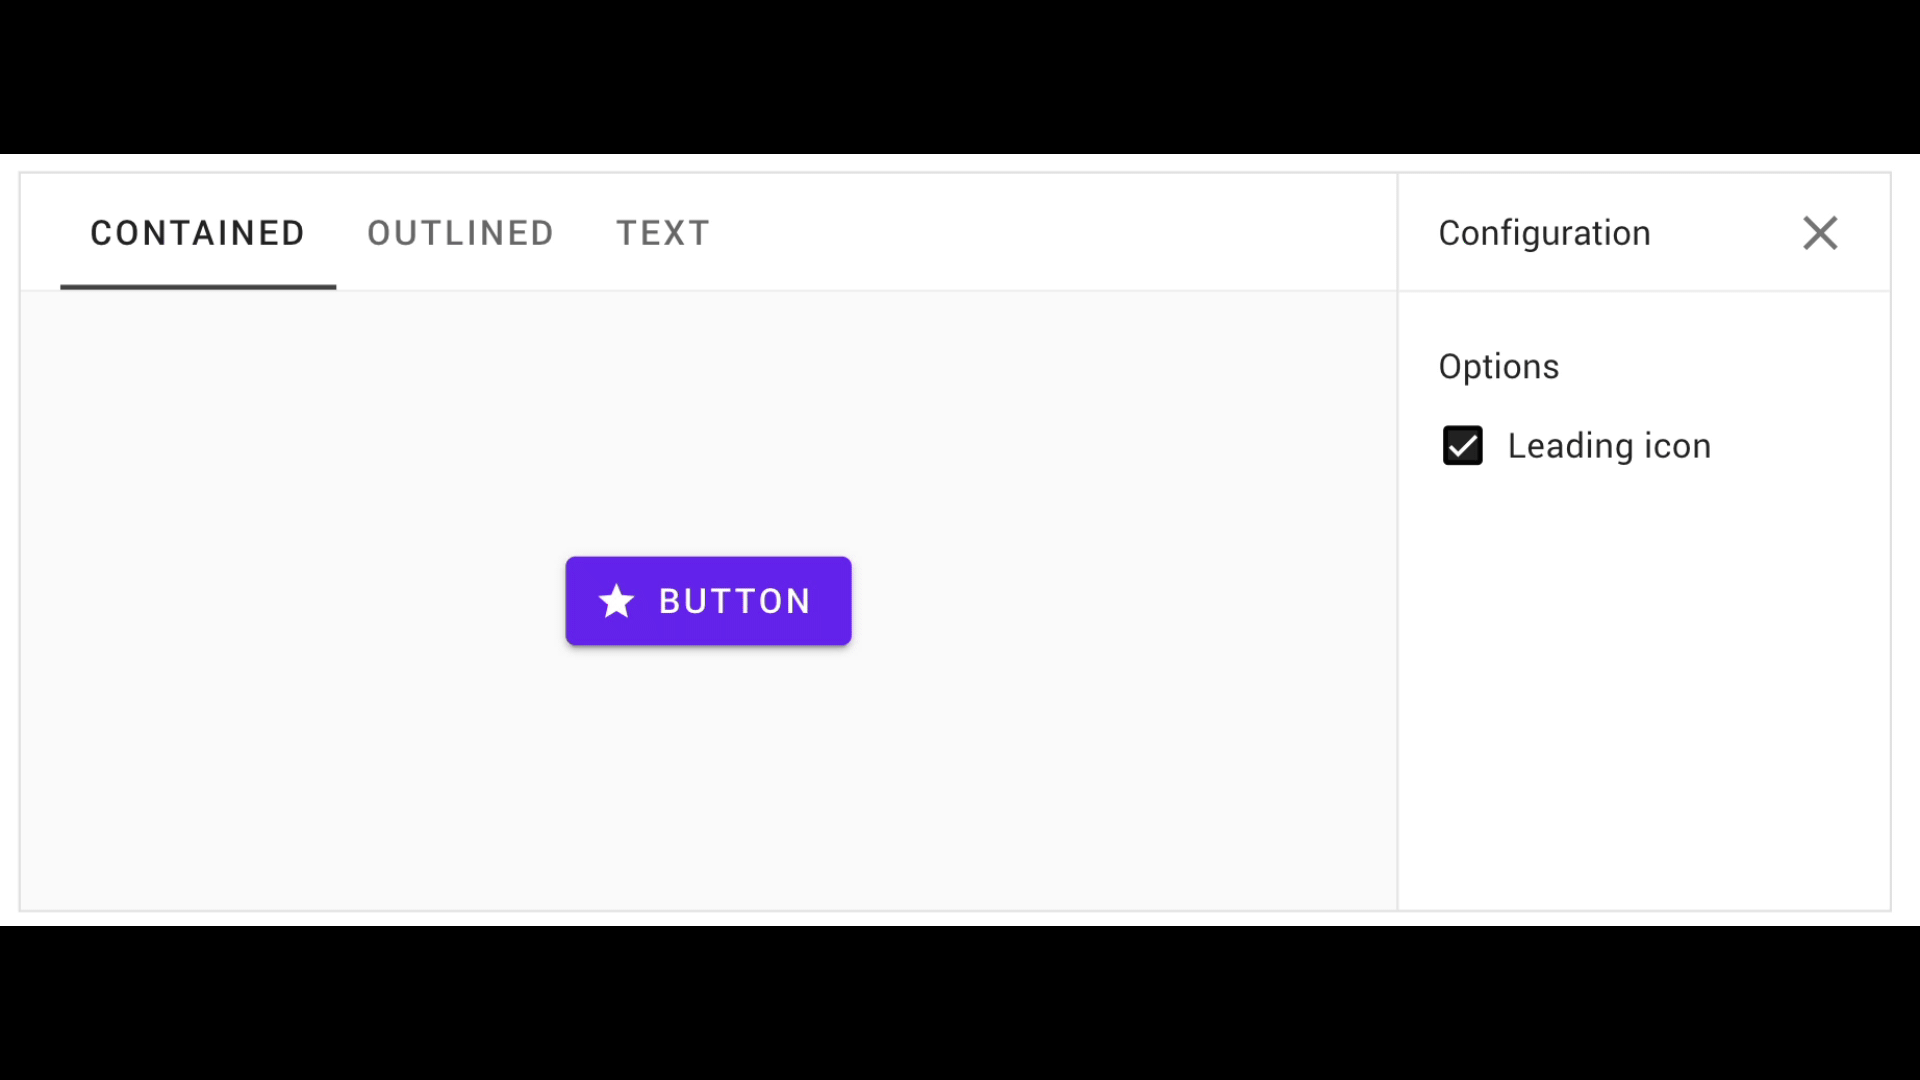 CONTAINED OUTLINED TEXT
Configuration
Options
Leading icon
BUTTON